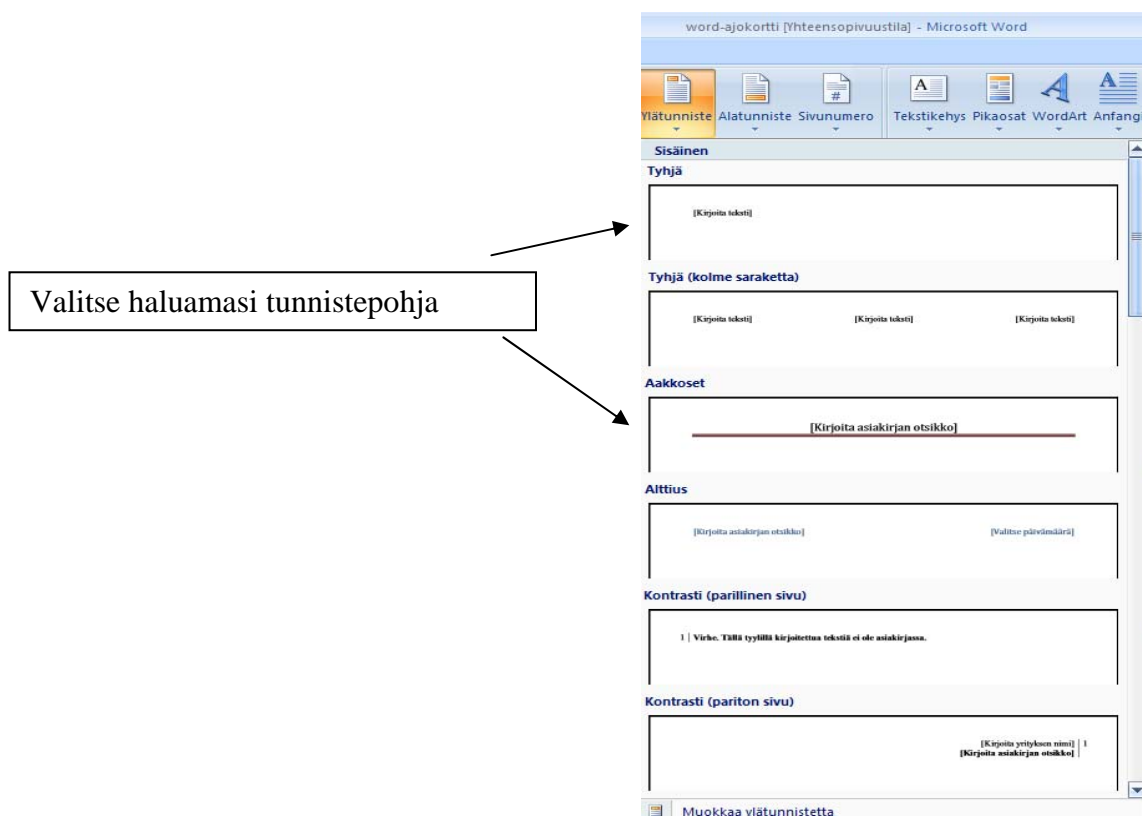 word-ajokortti [Yhteensopivuustila] - Microsoft Word
Ylätunniste Alatunniste Sivunumero Tekstikehys Pikaosat WordArt Anfangi
Sisäinen
Tyhjä
[Kirjoita teksti]
Tyhjä (kolme saraketta)
Valitse haluamasi tunnistepohja
[Kirjoita teksti] [Kirjoita teksti] [Kirjoita teksti]
Aakkoset
[Kirjoita asiakirjan otsikko]
Alttius
[Kirjoita asiakirjan otsikko] [Valitse päivämäärä]
Kontrasti (parillinen sivu)
1 Virhe. Tällä tyylillä kirjoitettua tekstiä ei ole asiakirjassa.
Kontrasti (pariton sivu)
[Kirjoita yrityksen nimi] 1
[Kirjoita asiakirjan otsikko]
Muokkaa ylätunnistetta